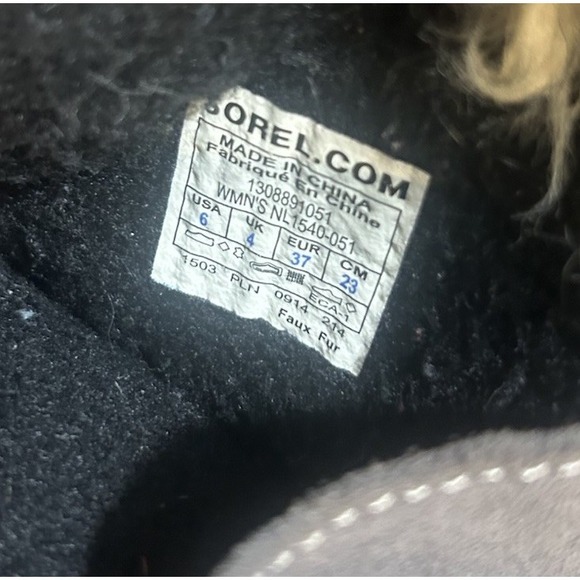 SOREL.COM
MADE IN CHINA
Fabriqué En Chine
1308891051
WMN'S NL1540-051
USA UK EUR CM
6 4 37 23
1503 PLN 0914 214
ECA-1
Faux Fur